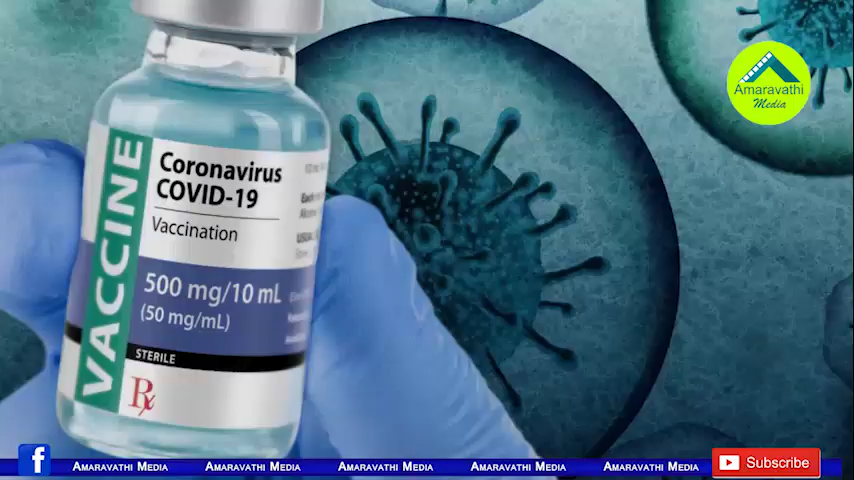 Amaravathi
Media
VACCINE
Coronavirus
COVID-19
Vaccination
500 mg/10 mL
(50 mg/mL)
STERILE
Rx
f
AMARAVATHI MEDIA AMARAVATHI MEDIA AMARAVATHI MEDIA AMARAVATHI MEDIA AMARAVATHI MEDIA
Subscribe